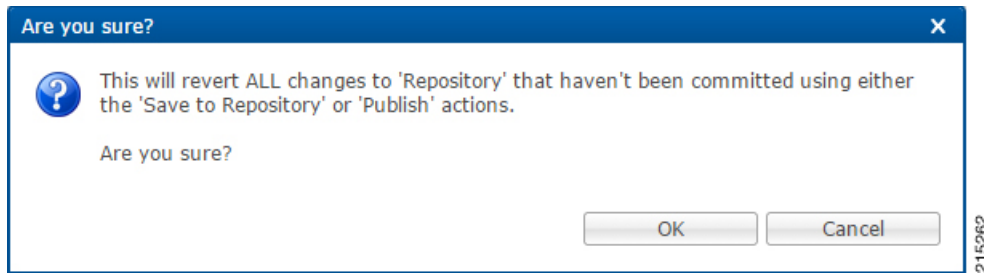 Are you sure?
X
This will revert ALL changes to 'Repository' that haven't been committed using either
the 'Save to Repository' or 'Publish' actions.
Are you sure?
OK
Cancel
215262